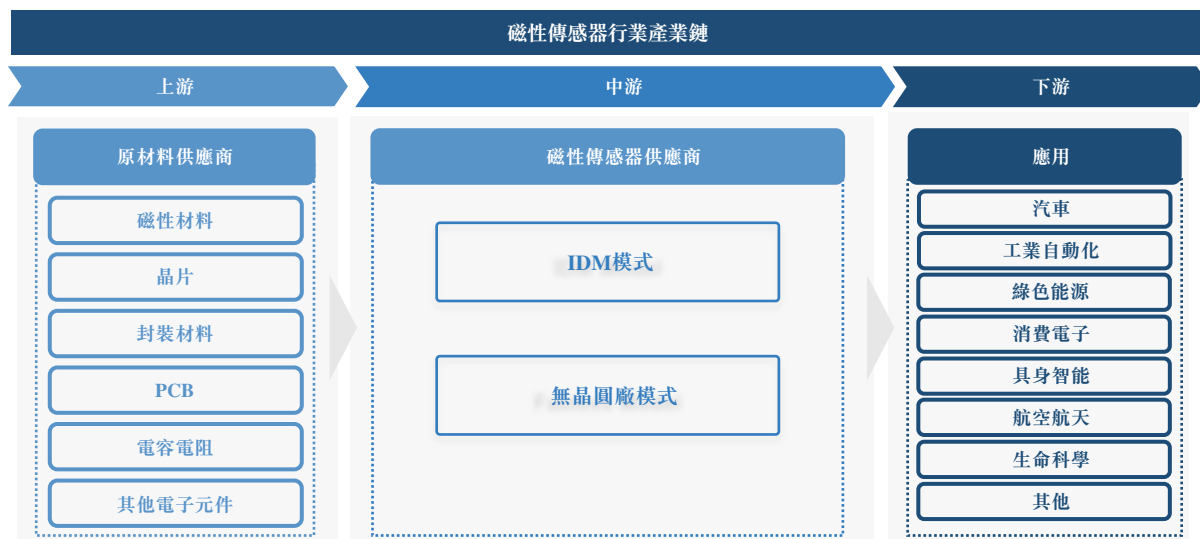 磁性傳感器行業產業鏈
上游
中游
下游
原材料供應商
磁性材料
晶片
封裝材料
PCB
電容電阻
其他電子元件
磁性傳感器供應商
IDM模式
無晶圓廠模式
應用
汽車
工業自動化
綠色能源
消費電子
具身智能
航空航天
生命科學
其他